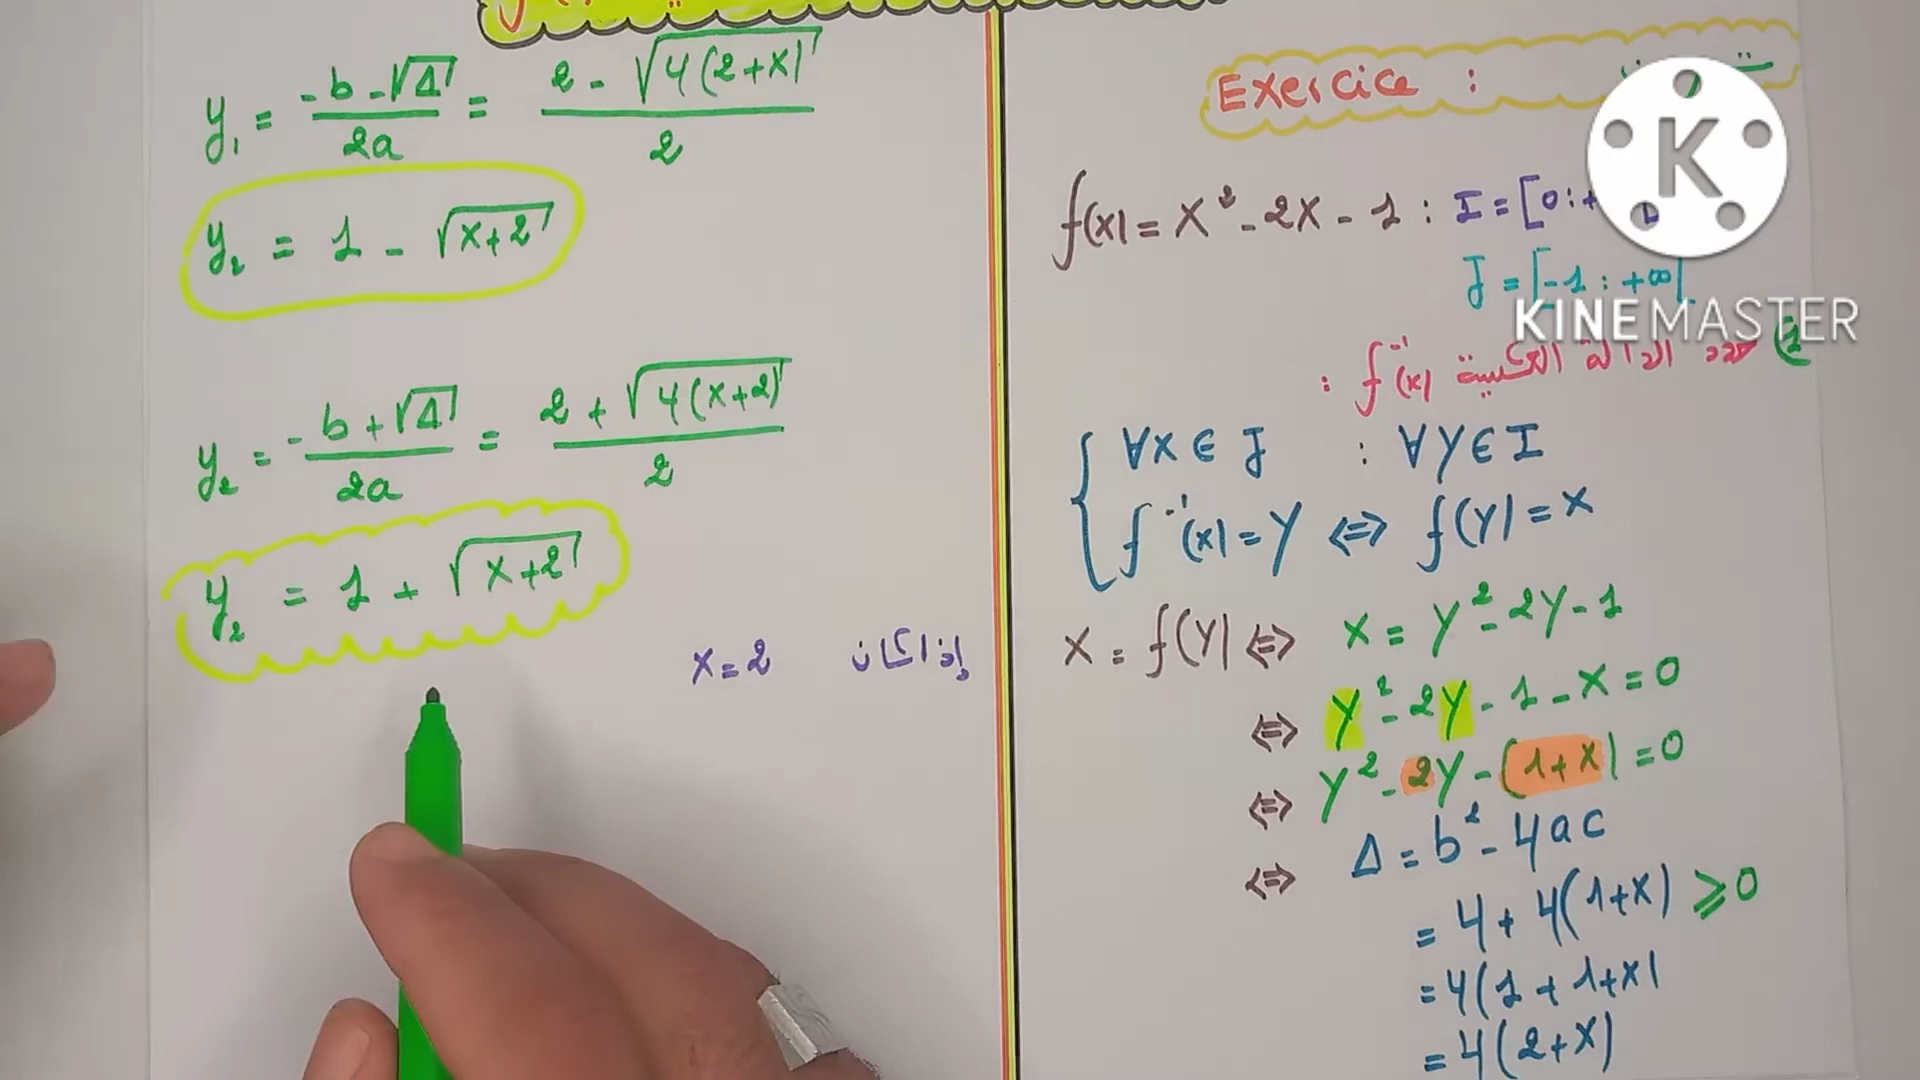 y₁ = (-b-√Δ)/2a = (2 - √4(2+x))/2
y₁ = 1 - √x+2
y₂ = (-b+√Δ)/2a = (2 + √4(x+2))/2
y₂ = 1 + √x+2
إذا كان x = 2
Exercice :
f(x) = x² - 2x - 1 : I = [0 : +
J = [-1 : +∞[
KINEMASTER
حدد الدالة العكسية f⁻¹(x) :
∀x ∈ J : ∀y ∈ I
f⁻¹(x) = y ⇔ f(y) = x
x = f(y) ⇔ x = y² - 2y - 1
⇔ y² - 2y - 1 - x = 0
⇔ y² - 2y - (1+x) = 0
⇔ Δ = b² - 4ac
= 4 + 4(1+x) ⩾ 0
= 4(1 + 1+x)
= 4(2+x)